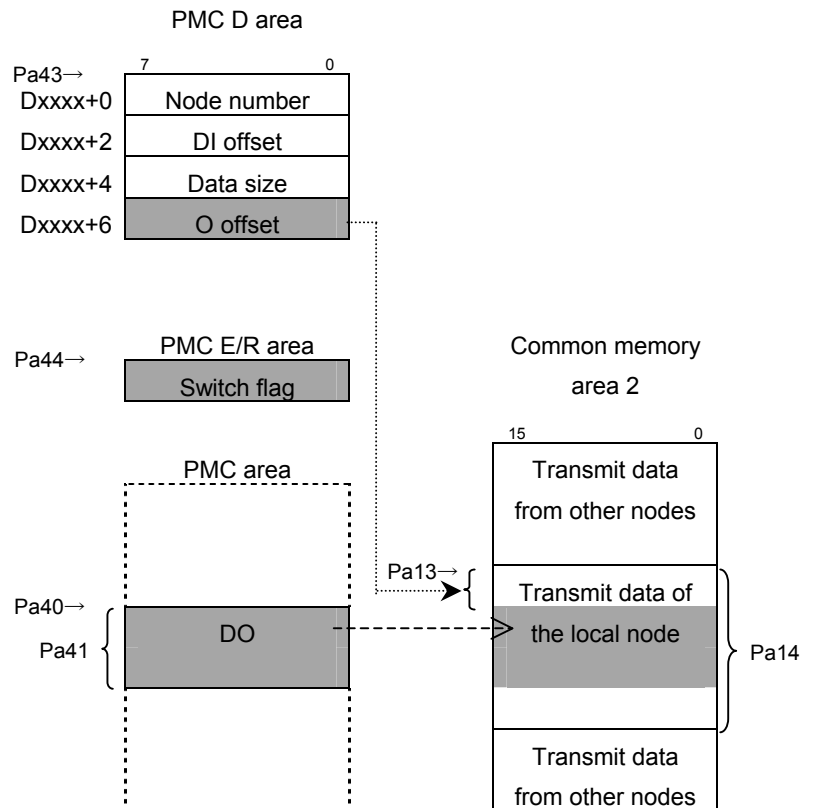 PMC D area
7 0
Pa43→
Dxxxx+0 Node number
Dxxxx+2 DI offset
Dxxxx+4 Data size
Dxxxx+6 O offset
Pa44→ PMC E/R area
Switch flag
Common memory
area 2
15 0
PMC area
Transmit data
from other nodes
Pa13→
Transmit data of
the local node
Pa14
Pa40→
Pa41 DO
Transmit data
from other nodes